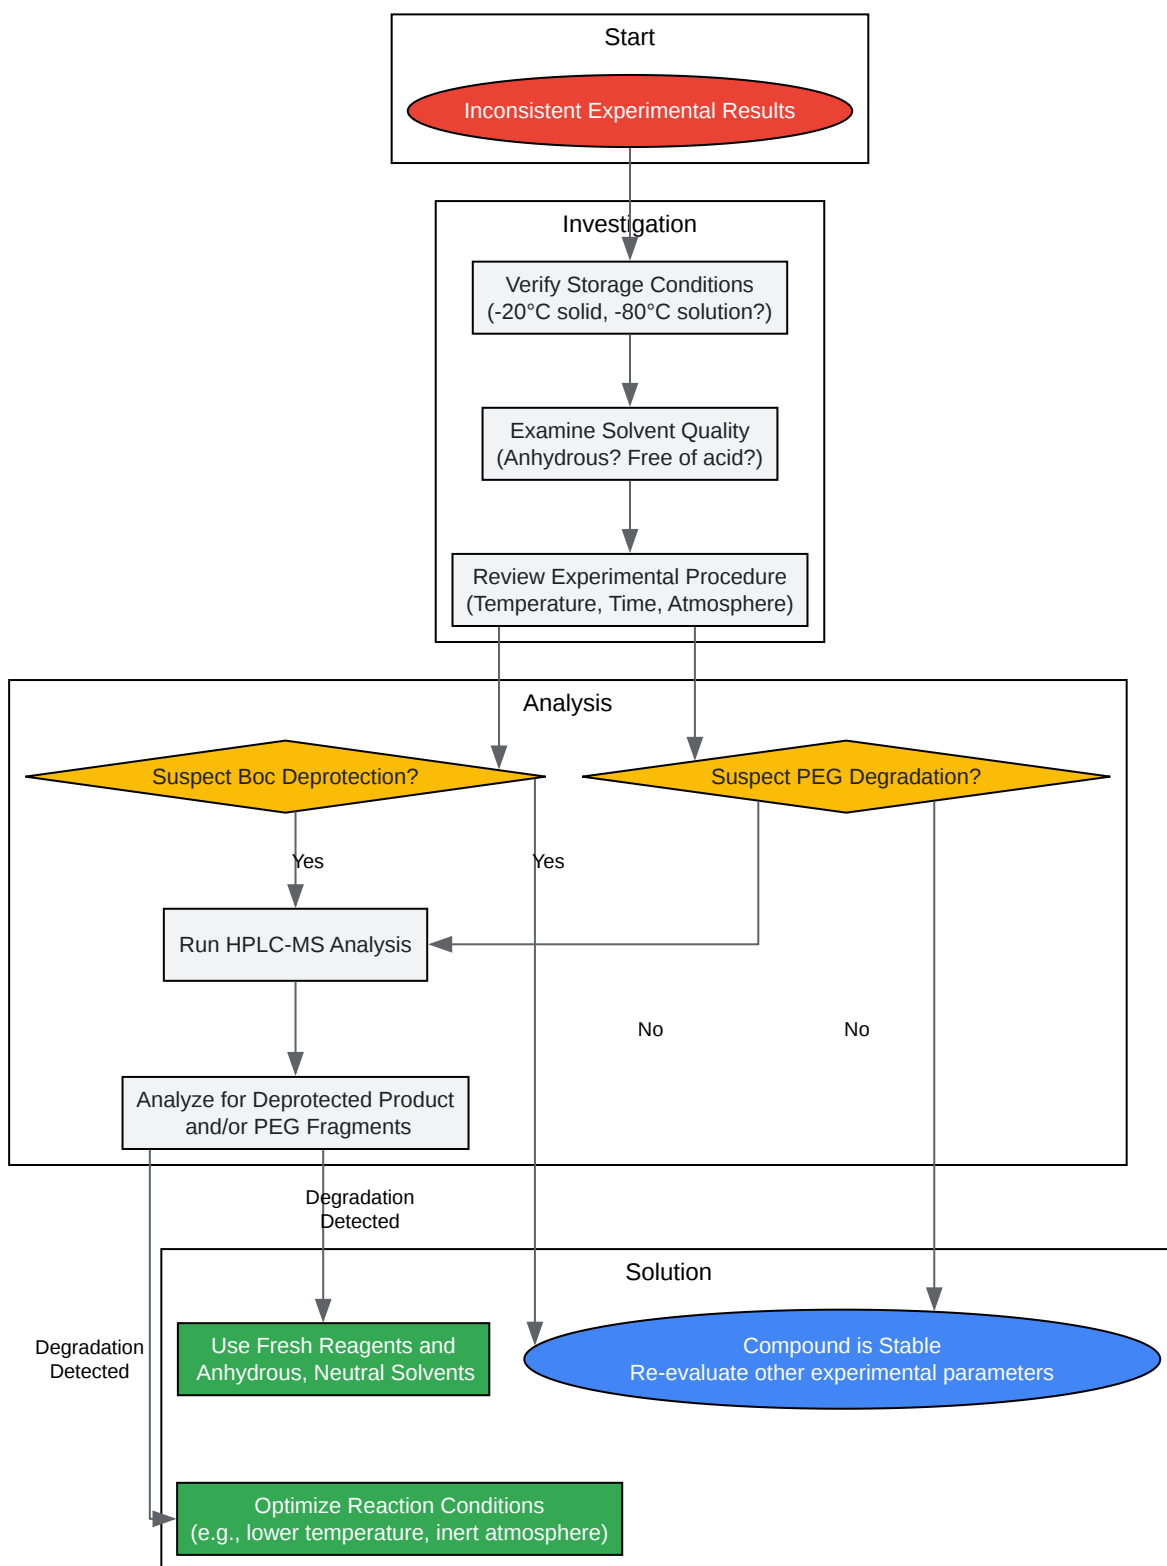 Start
Inconsistent Experimental Results
Investigation
Verify Storage Conditions
(-20°C solid, -80°C solution?)
Examine Solvent Quality
(Anhydrous? Free of acid?)
Review Experimental Procedure
(Temperature, Time, Atmosphere)
Analysis
Suspect Boc Deprotection?
Suspect PEG Degradation?
Yes
Yes
Run HPLC-MS Analysis
No
No
Analyze for Deprotected Product
and/or PEG Fragments
Degradation
Detected
Solution
Degradation
Detected
Use Fresh Reagents and
Anhydrous, Neutral Solvents
Compound is Stable
Re-evaluate other experimental parameters
Optimize Reaction Conditions
(e.g., lower temperature, inert atmosphere)